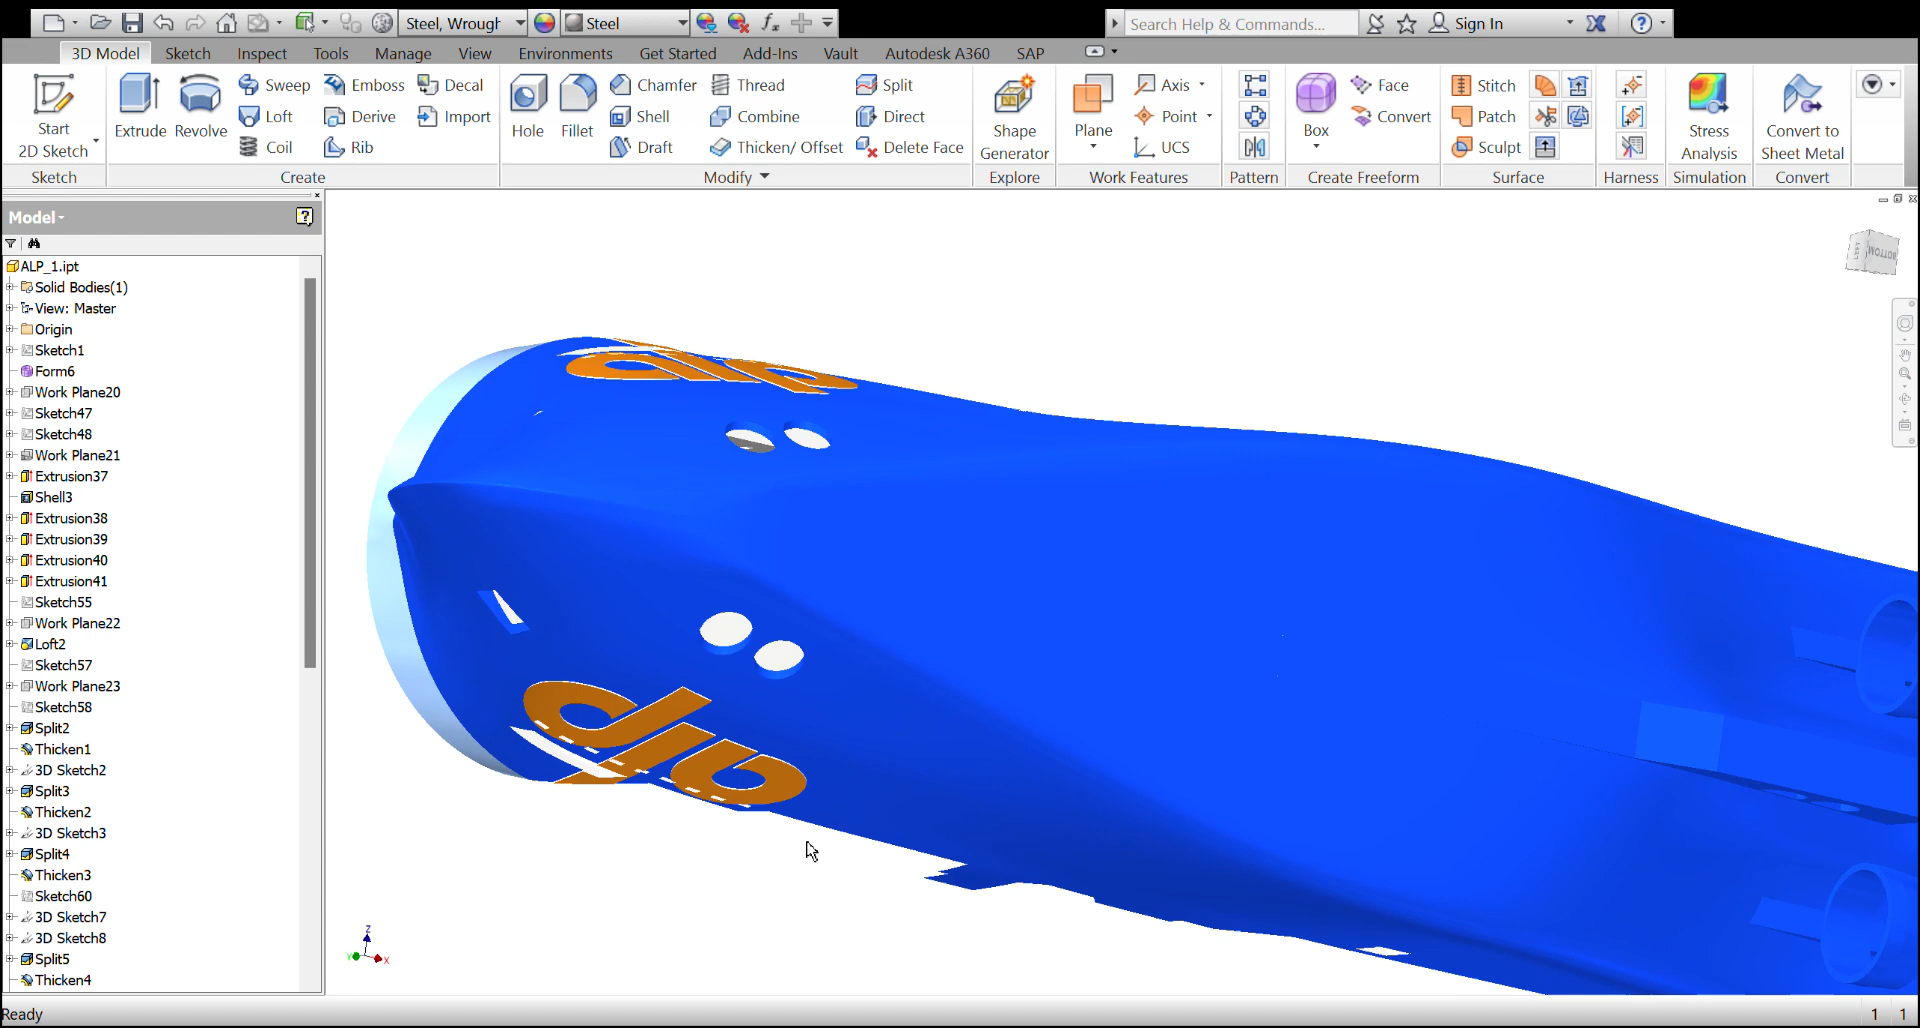 Steel, Wrough
Steel
Search Help & Commands...
Sign In
3D Model
Sketch
Inspect
Tools
Manage
View
Environments
Get Started
Add-Ins
Vault
Autodesk A360
SAP
Start
2D Sketch
Extrude
Revolve
Sweep
Loft
Coil
Emboss
Derive
Rib
Decal
Import
Hole
Fillet
Chamfer
Shell
Draft
Thread
Combine
Thicken/ Offset
Split
Direct
Delete Face
Shape
Generator
Plane
Axis
Point
UCS
Box
Face
Convert
Stitch
Patch
Sculpt
Stress
Analysis
Convert to
Sheet Metal
Sketch
Create
Modify
Explore
Work Features
Pattern
Create Freeform
Surface
Harness
Simulation
Convert
Model
ALP_1.ipt
Solid Bodies(1)
View: Master
Origin
Sketch1
Form6
Work Plane20
Sketch47
Sketch48
Work Plane21
Extrusion37
Shell3
Extrusion38
Extrusion39
Extrusion40
Extrusion41
Sketch55
Work Plane22
Loft2
Sketch57
Work Plane23
Sketch58
Split2
Thicken1
3D Sketch2
Split3
Thicken2
3D Sketch3
Split4
Thicken3
Sketch60
3D Sketch7
3D Sketch8
Split5
Thicken4
LEFT
BOTTOM
alp
alp
Z
Y
X
Ready
1
1